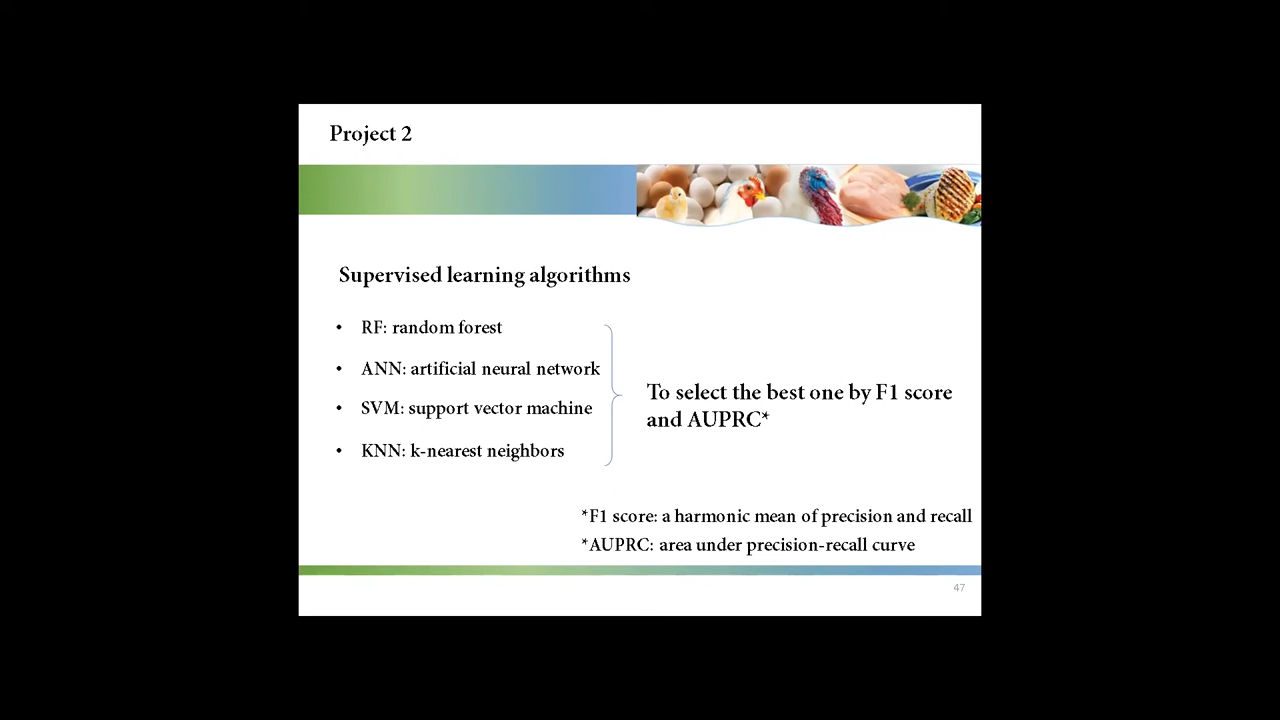 Project 2
Supervised learning algorithms
• RF: random forest
• ANN: artificial neural network
• SVM: support vector machine
• KNN: k-nearest neighbors
To select the best one by F1 score
and AUPRC*
*F1 score: a harmonic mean of precision and recall
*AUPRC: area under precision-recall curve
47